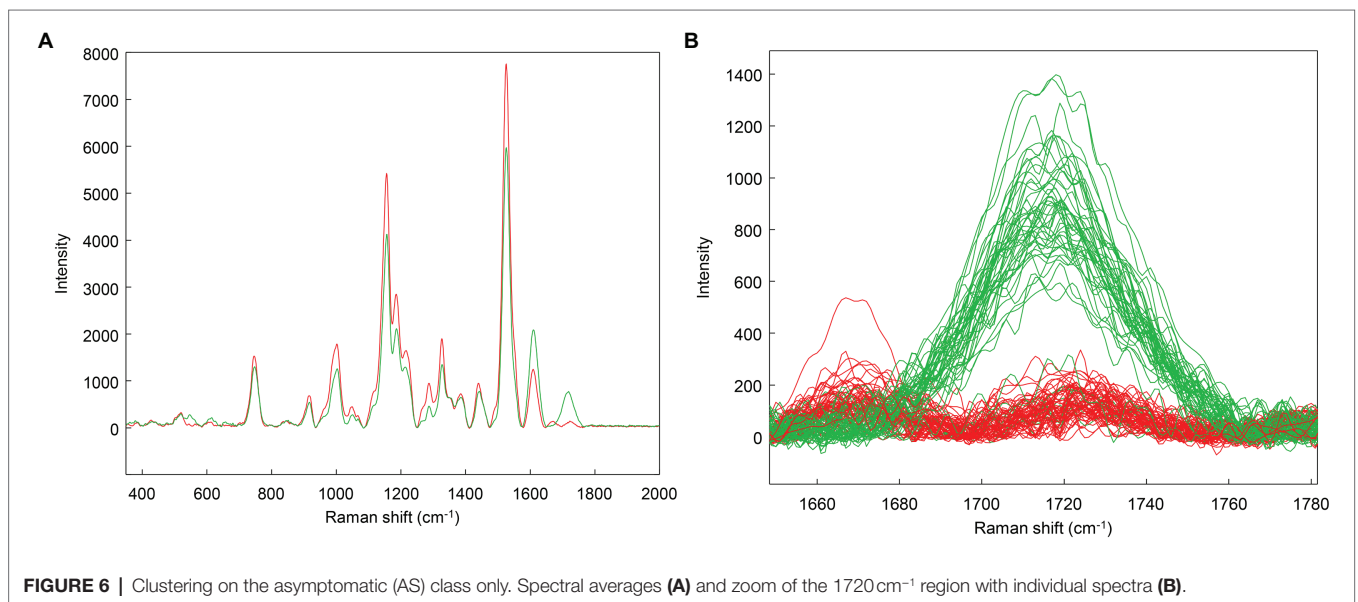 A
8000
7000
6000
5000
4000
3000
2000
1000
0
Intensity
400 600 800 1000 1200 1400 1600 1800 2000
Raman shift (cm⁻¹)
B
1400
1200
1000
800
600
400
200
0
Intensity
1660 1680 1700 1720 1740 1760 1780
Raman shift (cm⁻¹)
FIGURE 6 | Clustering on the asymptomatic (AS) class only. Spectral averages (A) and zoom of the 1720 cm⁻¹ region with individual spectra (B).